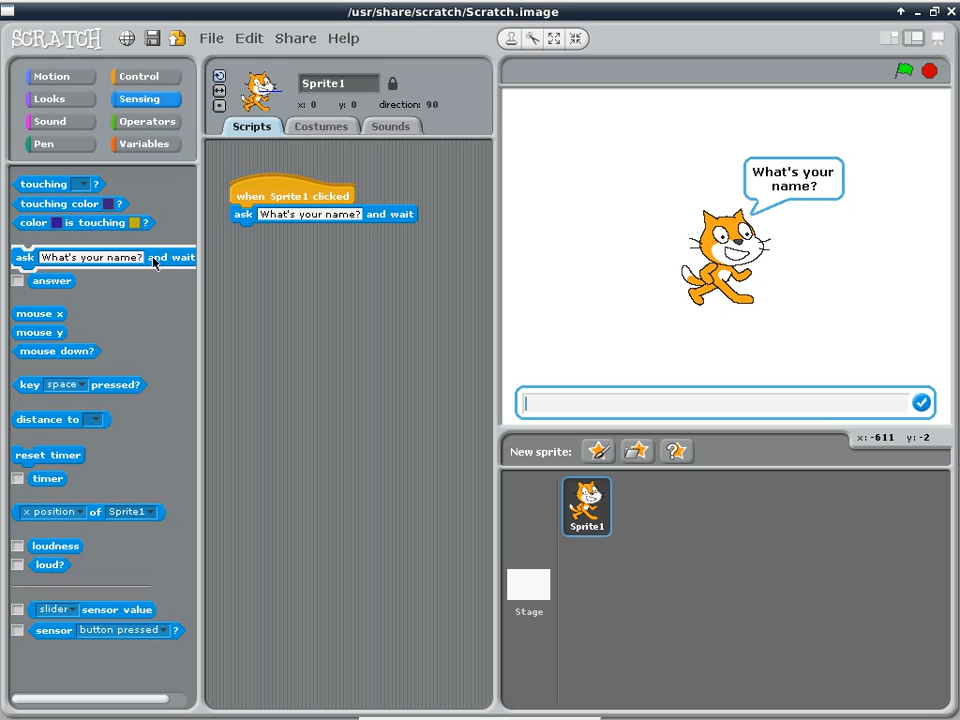 /usr/share/scratch/Scratch.image
SCRATCH
File Edit Share Help
Motion Control
Looks Sensing
Sound Operators
Pen Variables
Sprite1
x: 0 y: 0 direction: 90
Scripts Costumes Sounds
touching ?
touching color ?
color is touching ?
ask What's your name? and wait
answer
mouse x
mouse y
mouse down?
key space pressed?
distance to
reset timer
timer
x position of Sprite1
loudness
loud?
slider sensor value
sensor button pressed ?
when Sprite1 clicked
ask What's your name? and wait
What's your
name?
x: -611 y: -2
New sprite:
Sprite1
Stage